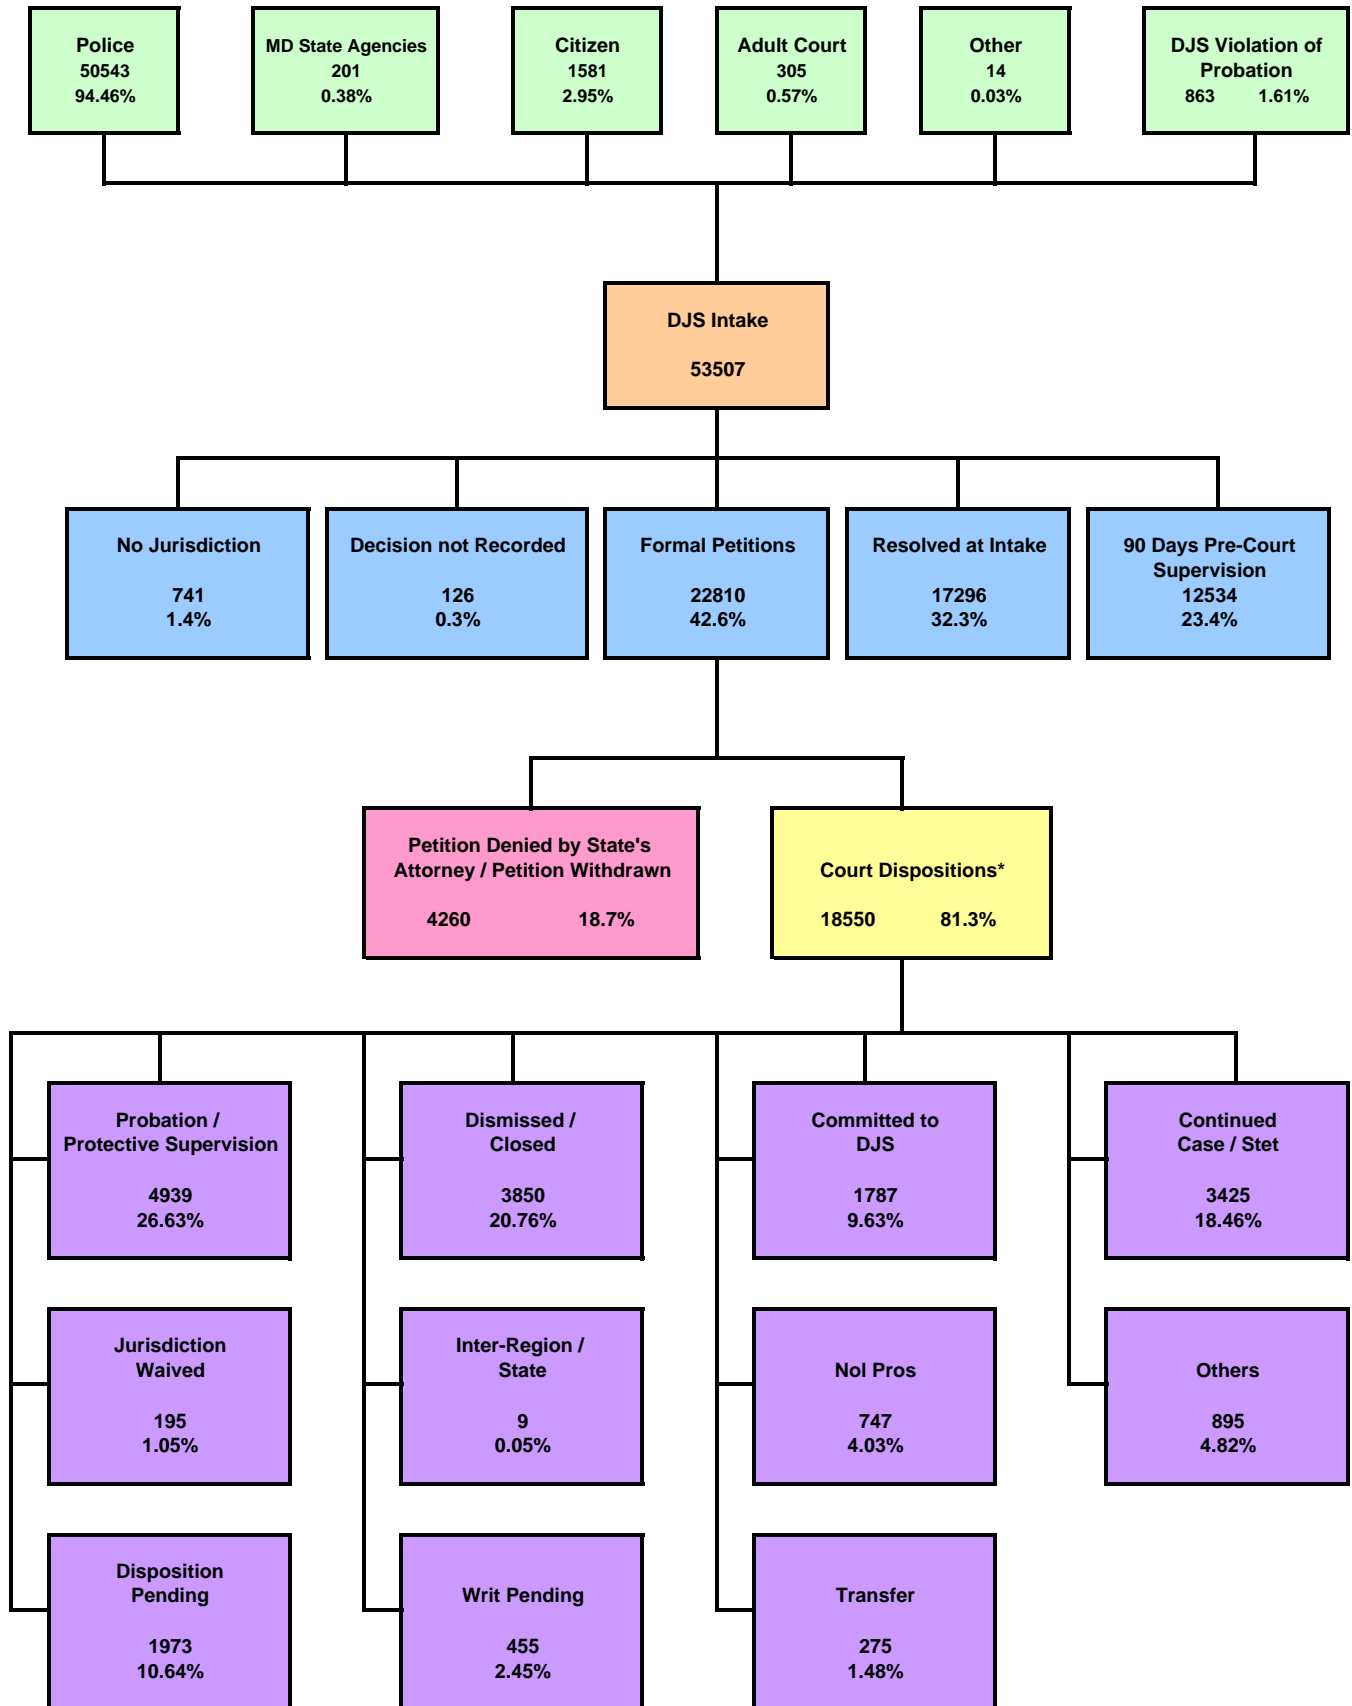 Police
50543
94.46%
MD State Agencies
201
0.38%
Citizen
1581
2.95%
Adult Court
305
0.57%
Other
14
0.03%
DJS Violation of
Probation
863 1.61%
DJS Intake
53507
No Jurisdiction
741
1.4%
Decision not Recorded
126
0.3%
Formal Petitions
22810
42.6%
Resolved at Intake
17296
32.3%
90 Days Pre-Court
Supervision
12534
23.4%
Petition Denied by State's
Attorney / Petition Withdrawn
4260 18.7%
Court Dispositions*
18550 81.3%
Probation /
Protective Supervision
4939
26.63%
Dismissed /
Closed
3850
20.76%
Committed to
DJS
1787
9.63%
Continued
Case / Stet
3425
18.46%
Jurisdiction
Waived
195
1.05%
Inter-Region /
State
9
0.05%
Nol Pros
747
4.03%
Others
895
4.82%
Disposition
Pending
1973
10.64%
Writ Pending
455
2.45%
Transfer
275
1.48%